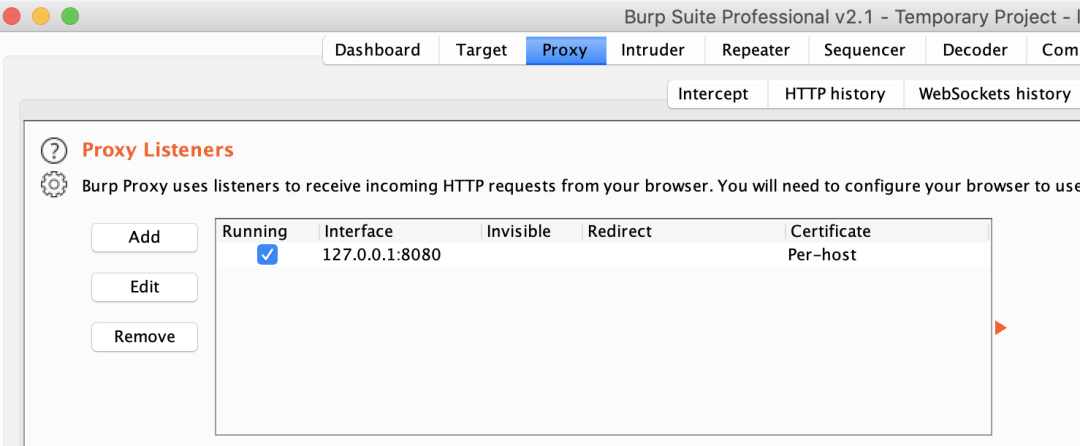 Burp Suite Professional v2.1 - Temporary Project -
Dashboard Target Proxy Intruder Repeater Sequencer Decoder Com
Intercept HTTP history WebSockets history
? Proxy Listeners
Burp Proxy uses listeners to receive incoming HTTP requests from your browser. You will need to configure your browser to use
Add
Edit
Remove
Running Interface Invisible Redirect Certificate
127.0.0.1:8080 Per-host